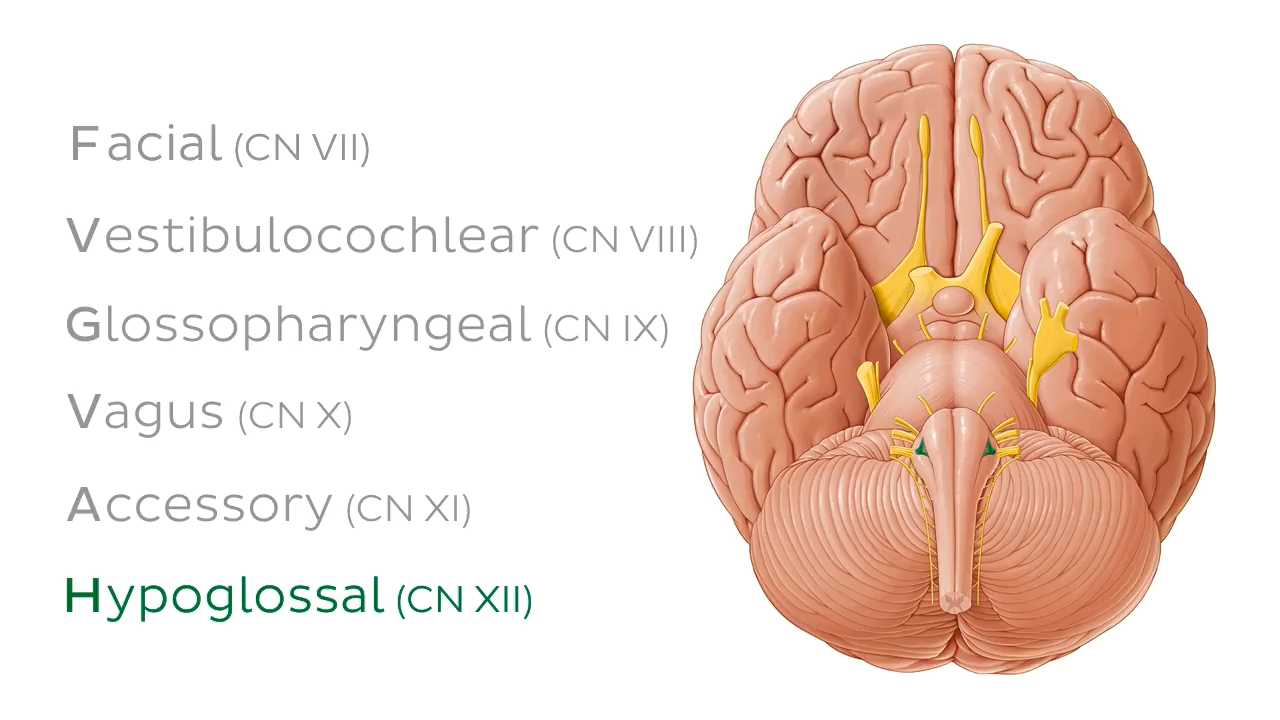 Facial (CN VII)
Vestibulocochlear (CN VIII)
Glossopharyngeal (CN IX)
Vagus (CN X)
Accessory (CN XI)
Hypoglossal (CN XII)